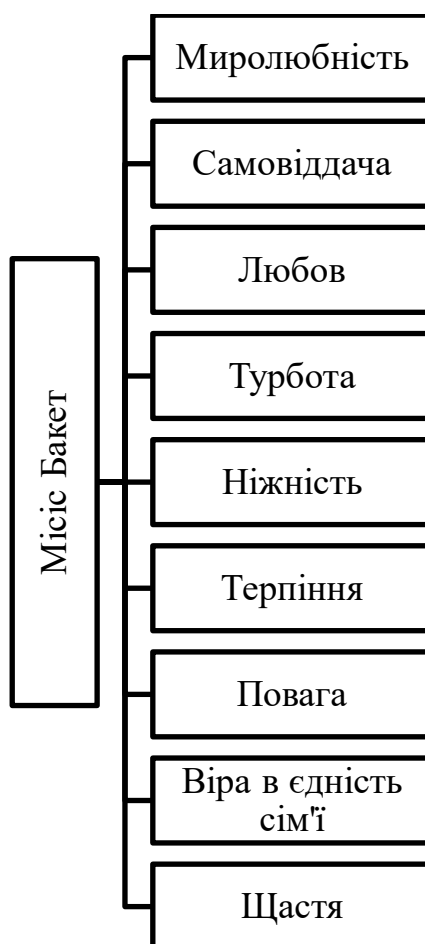 Місіс Бакет
Миролюбність
Самовіддача
Любов
Турбота
Ніжність
Терпіння
Повага
Віра в єдність
сім'ї
Щастя